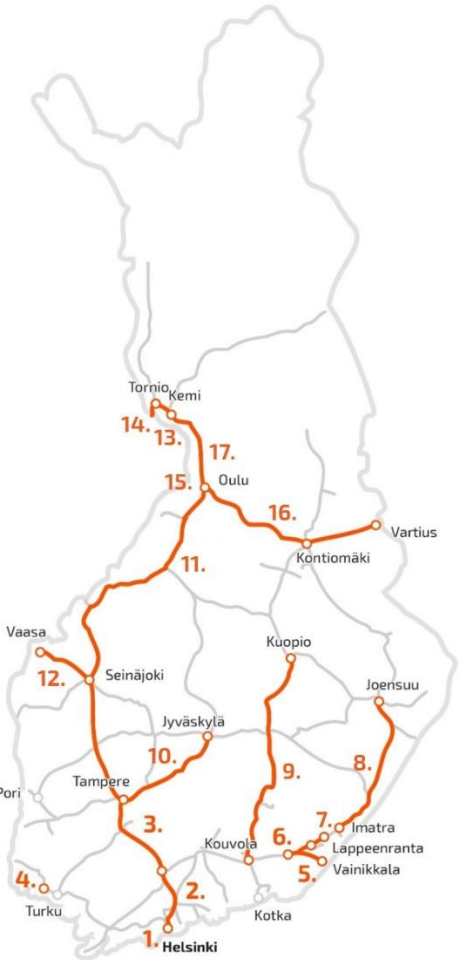 Tornio
Kemi
14.
13.
17.
15.
Oulu
16.
Vartius
Kontiomäki
11.
Vaasa
Kuopio
12.
Seinäjoki
Joensuu
Jyväskylä
10.
8.
9.
Tampere
Pori
3.
7.
Imatra
Kouvola
6.
Lappeenranta
5.
Vainikkala
4.
2.
Turku
Kotka
1.
Helsinki